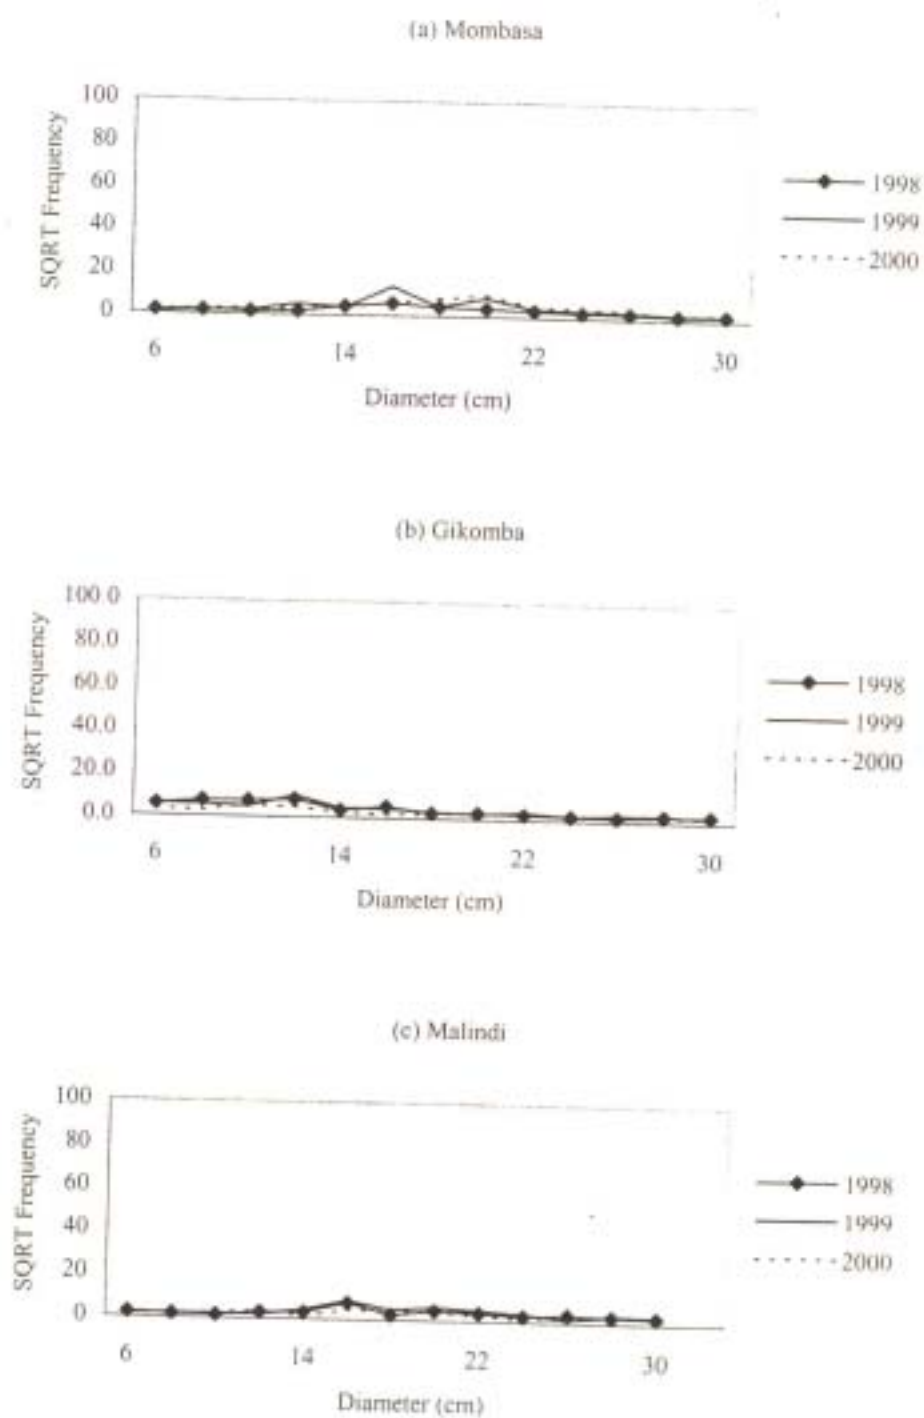 (a) Mombasa
SQRT Frequency
100
80
60
40
20
0
6 14 22 30
Diameter (cm)
1998
1999
2000
(b) Gikomba
SQRT Frequency
100.0
80.0
60.0
40.0
20.0
0.0
6 14 22 30
Diameter (cm)
1998
1999
2000
(c) Malindi
SQRT Frequency
100
80
60
40
20
0
6 14 22 30
Diameter (cm)
1998
1999
2000